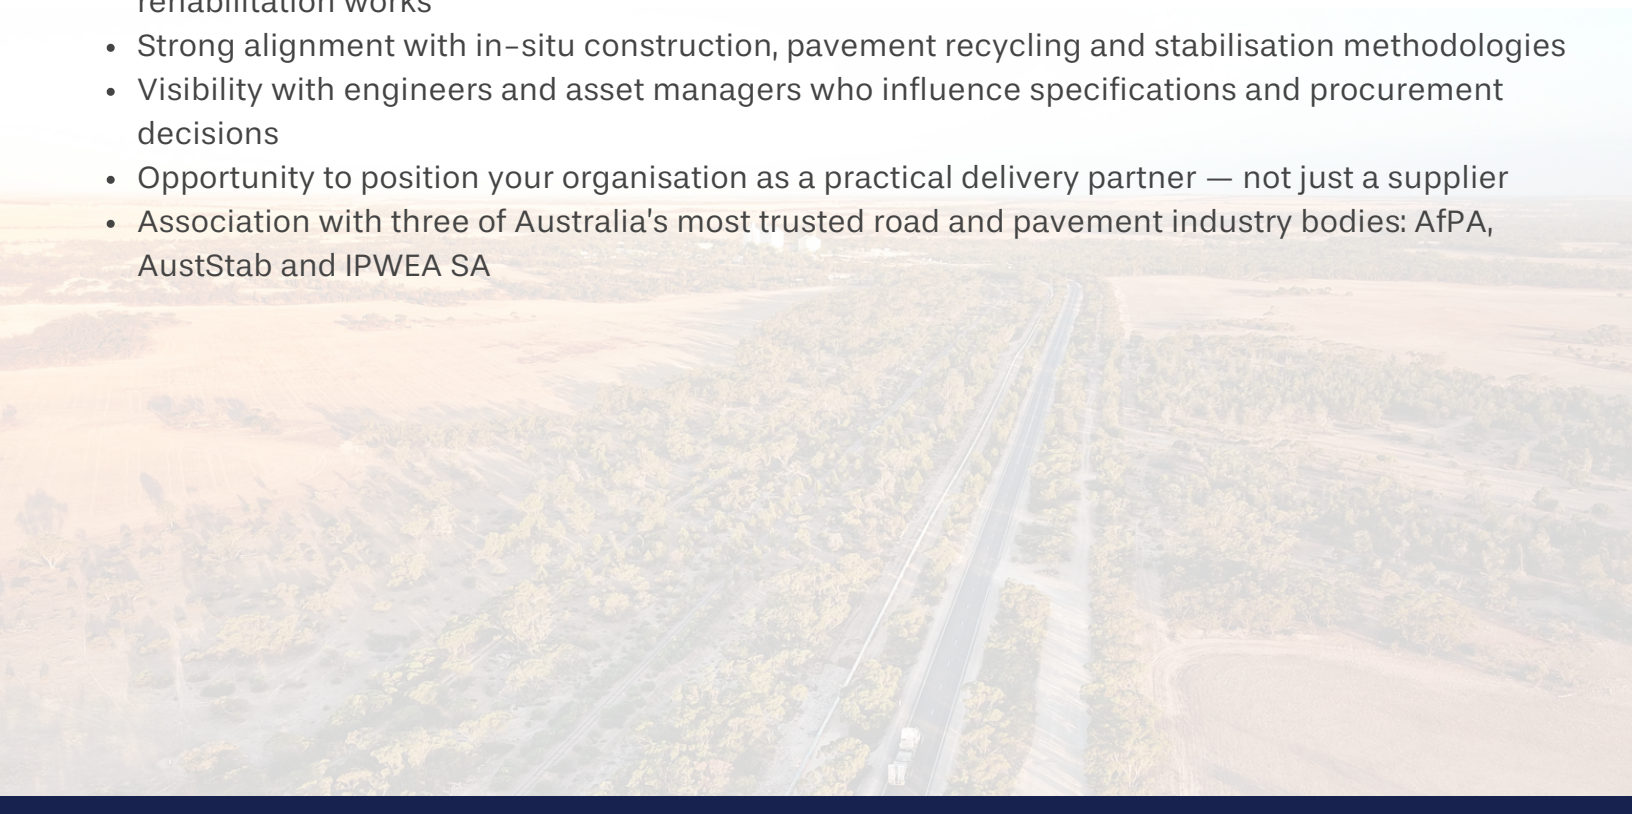 rehabilitation works
• Strong alignment with in-situ construction, pavement recycling and stabilisation methodologies
• Visibility with engineers and asset managers who influence specifications and procurement
decisions
• Opportunity to position your organisation as a practical delivery partner — not just a supplier
• Association with three of Australia's most trusted road and pavement industry bodies: AfPA,
AustStab and IPWEA SA